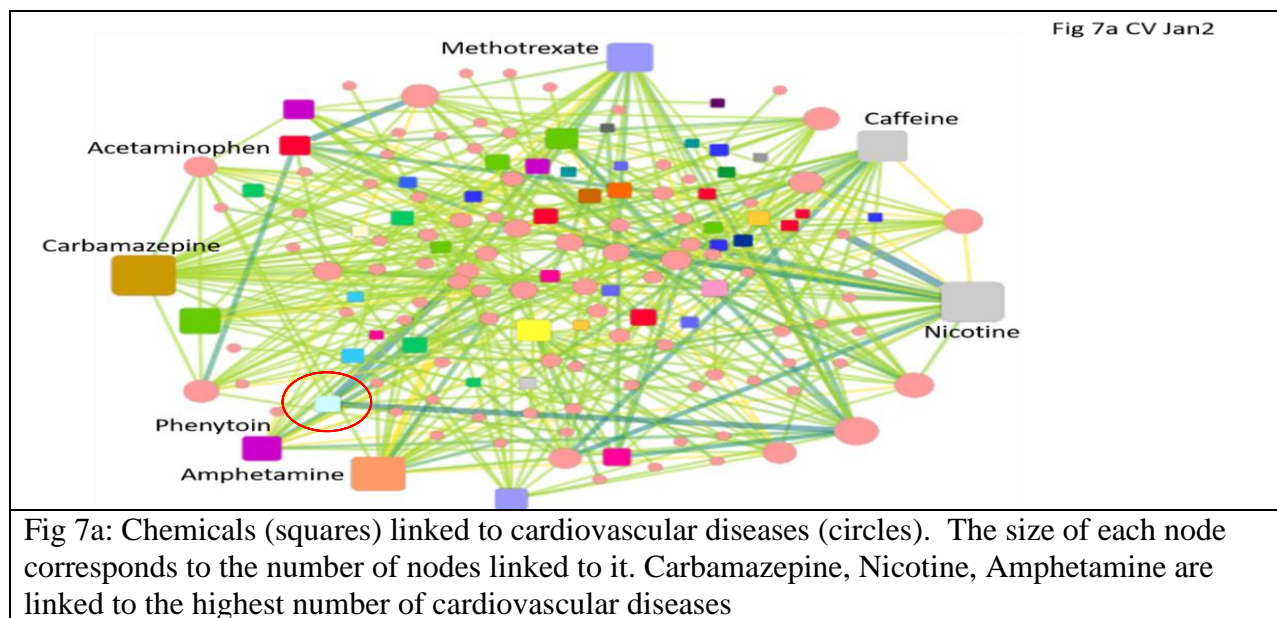 Fig 7a CV Jan2
Methotrexate
Caffeine
Acetaminophen
Carbamazepine
Nicotine
Phenytoin
Amphetamine
Fig 7a: Chemicals (squares) linked to cardiovascular diseases (circles). The size of each node
corresponds to the number of nodes linked to it. Carbamazepine, Nicotine, Amphetamine are
linked to the highest number of cardiovascular diseases